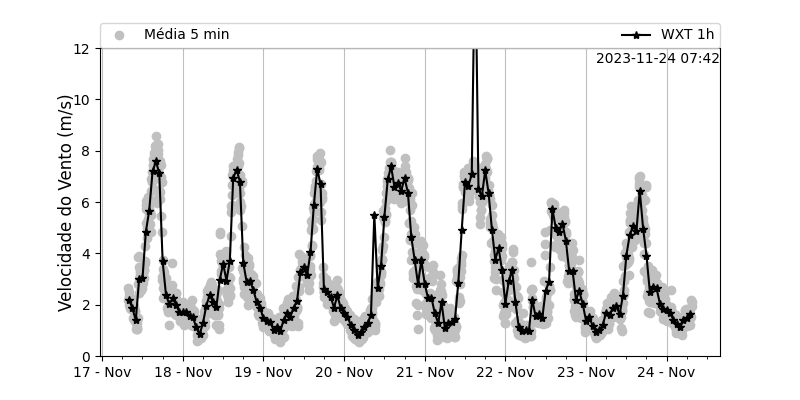 Média 5 min
WXT 1h
2023-11-24 07:42
Velocidade do Vento (m/s)
12
10
8
6
4
2
0
17 - Nov
18 - Nov
19 - Nov
20 - Nov
21 - Nov
22 - Nov
23 - Nov
24 - Nov